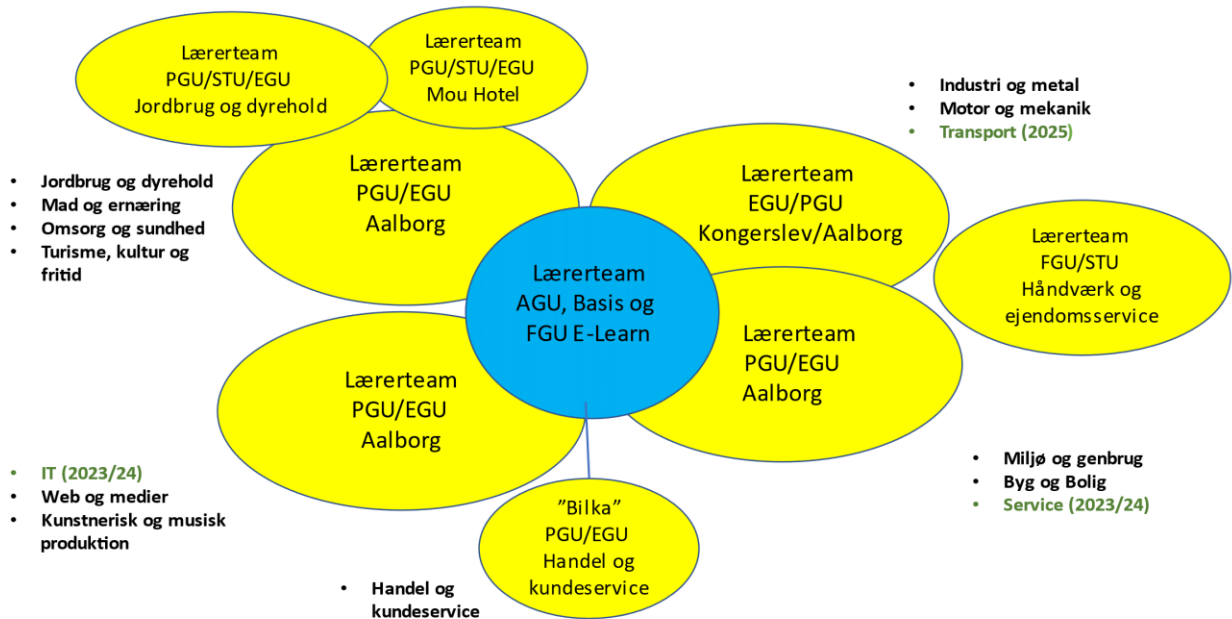 Lærerteam
PGU/STU/EGU
Jordbrug og dyrehold
Lærerteam
PGU/STU/EGU
Mou Hotel
• Industri og metal
• Motor og mekanik
• Transport (2025)
Lærerteam
PGU/EGU
Aalborg
Lærerteam
EGU/PGU
Kongerslev/Aalborg
• Jordbrug og dyrehold
• Mad og ernæring
• Omsorg og sundhed
• Turisme, kultur og
fritid
Lærerteam
FGU/STU
Håndværk og
ejendomsservice
Lærerteam
AGU, Basis og
FGU E-Learn
Lærerteam
PGU/EGU
Aalborg
Lærerteam
PGU/EGU
Aalborg
• IT (2023/24)
• Web og medier
• Kunstnerisk og musisk
produktion
• Miljø og genbrug
• Byg og Bolig
• Service (2023/24)
”Bilka”
PGU/EGU
Handel og
kundeservice
• Handel og
kundeservice